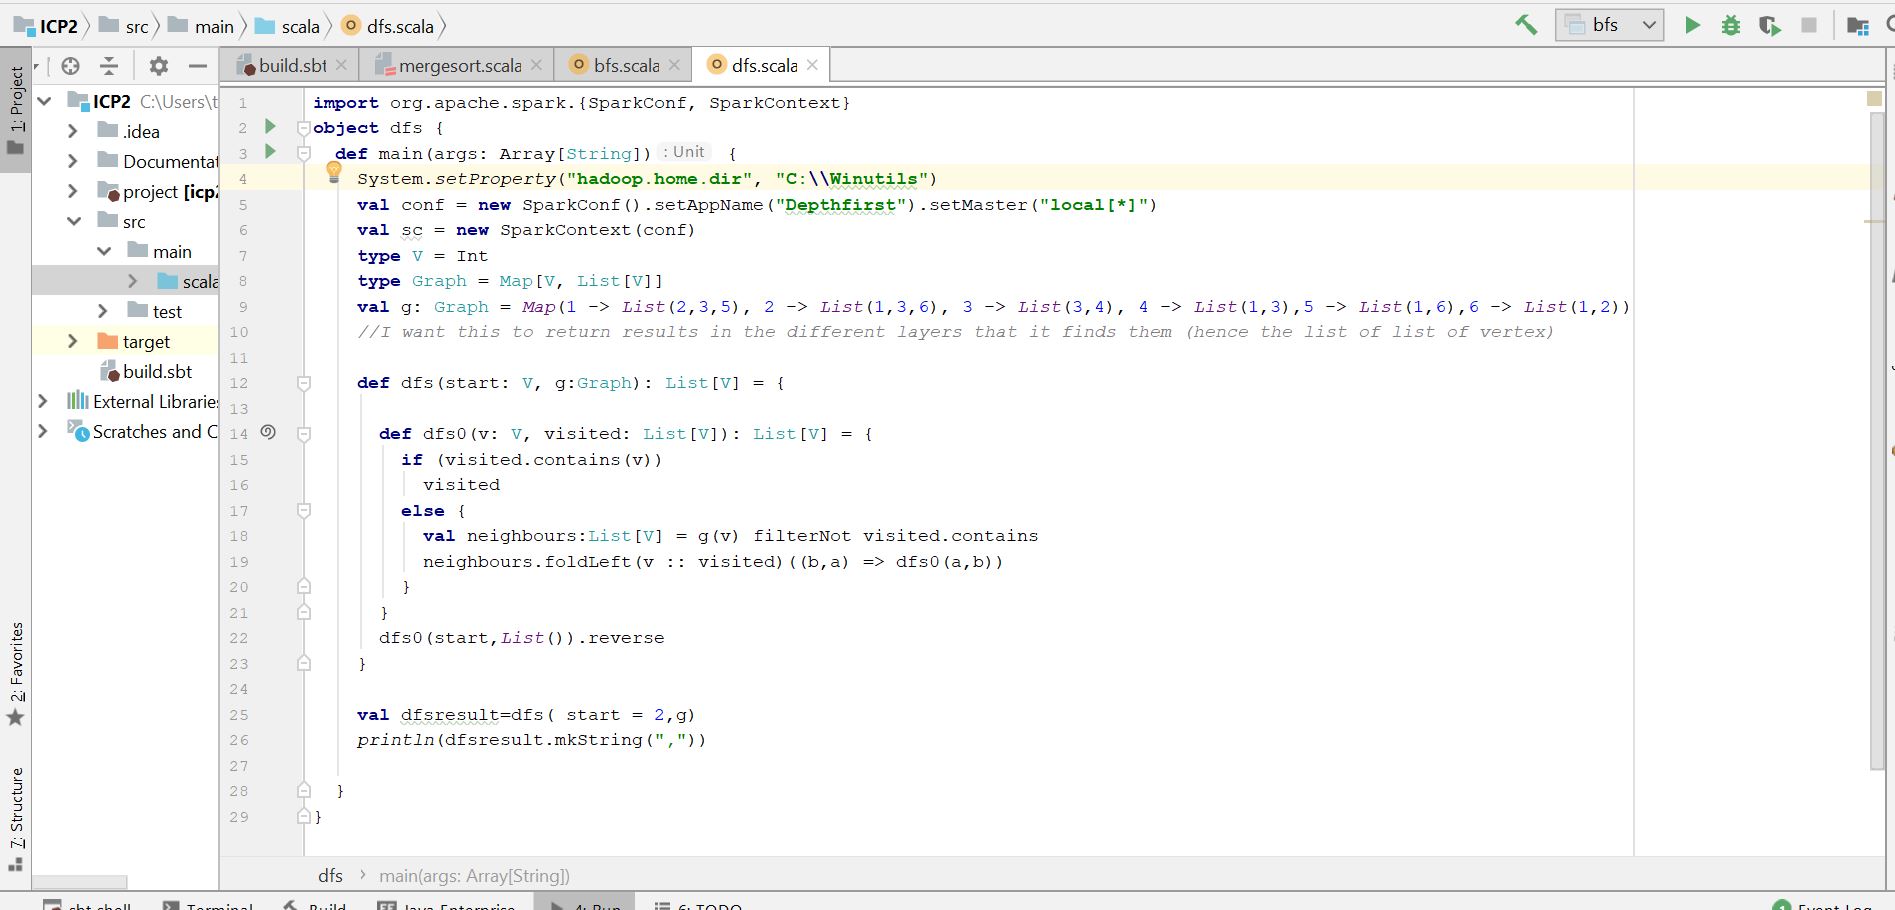 ICP2 src main scala dfs.scala bfs
build.sbt mergesort.scala bfs.scala dfs.scala
1: Project
ICP2 C:\Users\t
.idea
Documentat
project [icp2
src
main
scala
test
target
build.sbt
External Librarie
Scratches and C
2: Favorites
7: Structure
1 import org.apache.spark.{SparkConf, SparkContext}
2 object dfs {
3 def main(args: Array[String]) : Unit {
4 System.setProperty("hadoop.home.dir", "C:\\Winutils")
5 val conf = new SparkConf().setAppName("Depthfirst").setMaster("local[*]")
6 val sc = new SparkContext(conf)
7 type V = Int
8 type Graph = Map[V, List[V]]
9 val g: Graph = Map(1 -> List(2,3,5), 2 -> List(1,3,6), 3 -> List(3,4), 4 -> List(1,3),5 -> List(1,6),6 -> List(1,2))
10 //I want this to return results in the different layers that it finds them (hence the list of list of vertex)
11
12 def dfs(start: V, g:Graph): List[V] = {
13
14 def dfs0(v: V, visited: List[V]): List[V] = {
15 if (visited.contains(v))
16 visited
17 else {
18 val neighbours:List[V] = g(v) filterNot visited.contains
19 neighbours.foldLeft(v :: visited)((b,a) => dfs0(a,b))
20 }
21 }
22 dfs0(start,List()).reverse
23 }
24
25 val dfsresult=dfs( start = 2,g)
26 println(dfsresult.mkString(","))
27
28 }
29 }
dfs main(args: Array[String])
sbt shell Terminal Build Java Enterprise 4: Run 6: TODO 1 Event Log